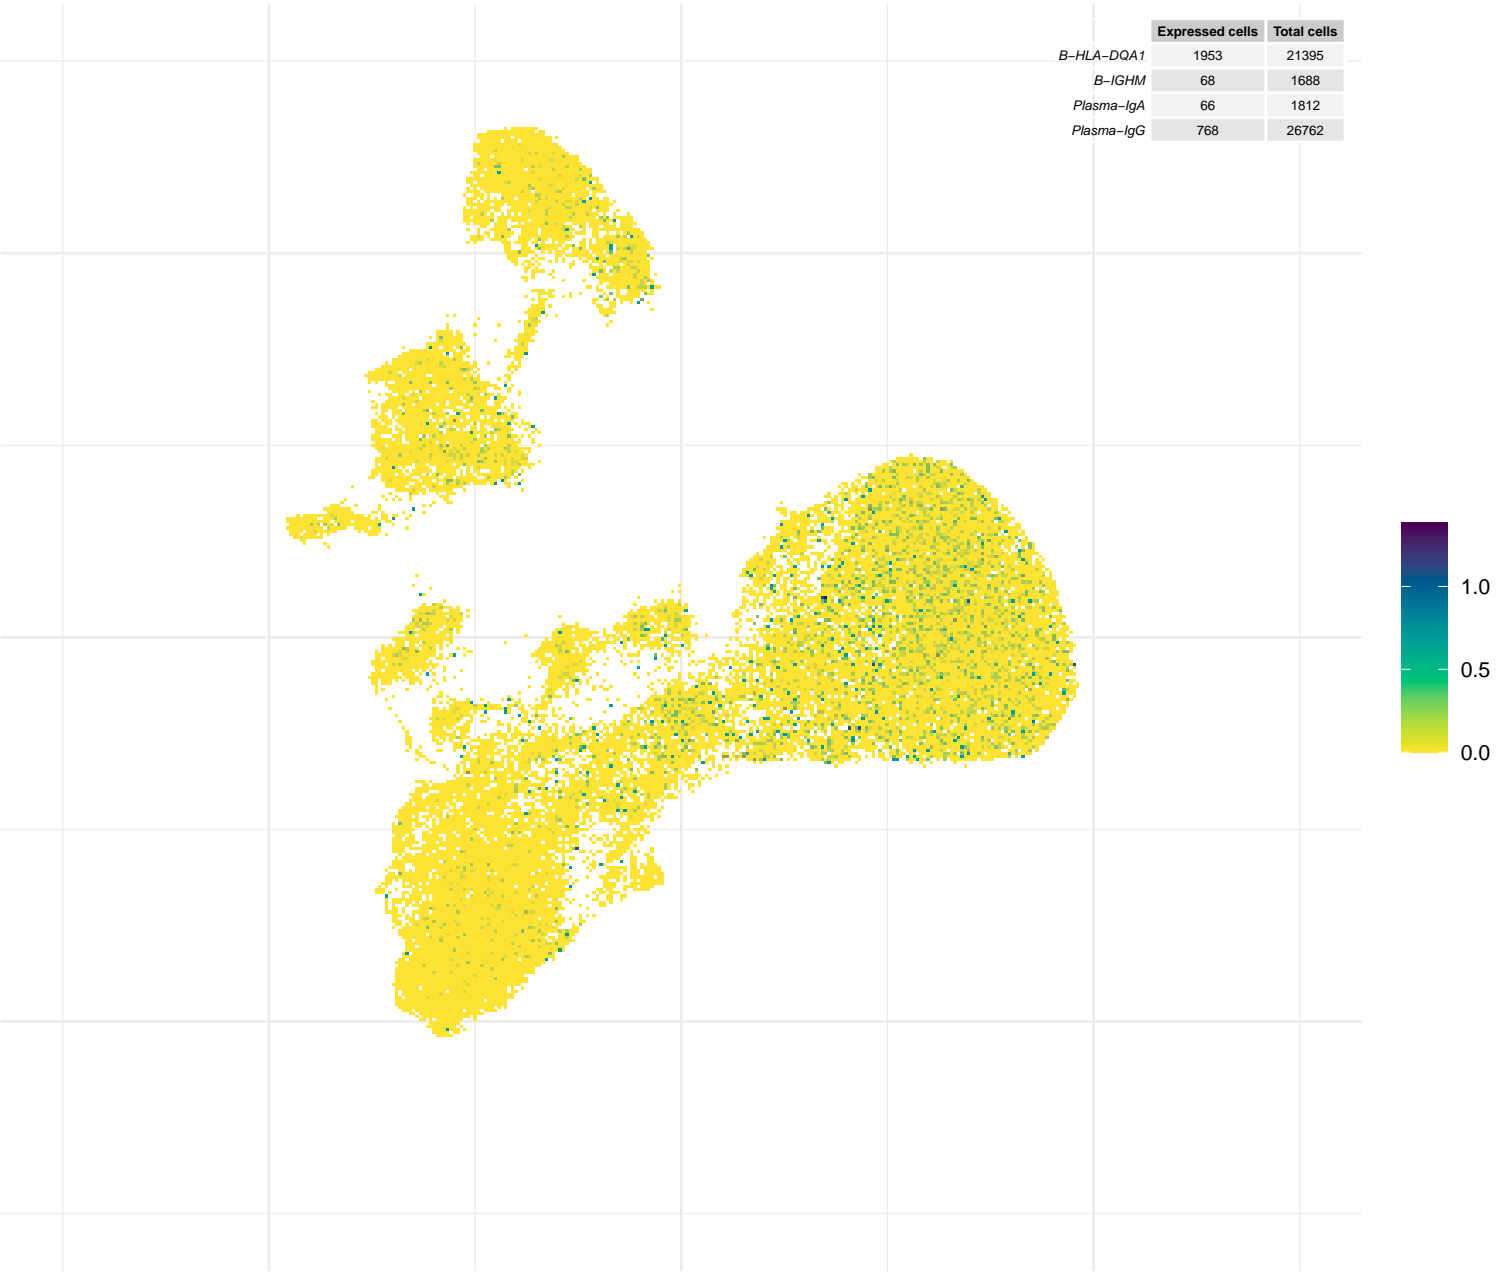 Expressed cells Total cells
B−HLA−DQA1 1953 21395
B−IGHM 68 1688
Plasma−IgA 66 1812
Plasma−IgG 768 26762
1.0
0.5
0.0